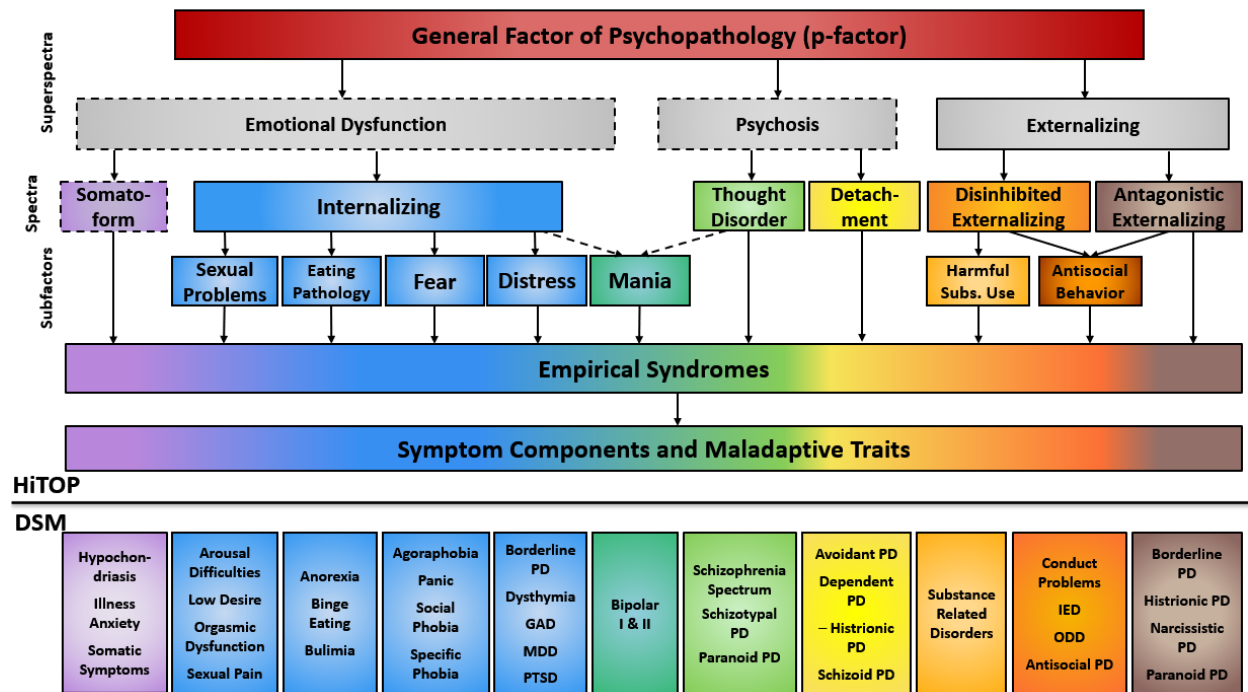 General Factor of Psychopathology (p-factor)
Superspectra
Emotional Dysfunction
Psychosis
Externalizing
Spectra
Somato-
form
Internalizing
Thought
Disorder
Detach-
ment
Disinhibited
Externalizing
Antagonistic
Externalizing
Subfactors
Sexual
Problems
Eating
Pathology
Fear
Distress
Mania
Harmful
Subs. Use
Antisocial
Behavior
Empirical Syndromes
Symptom Components and Maladaptive Traits
HiTOP
DSM
Hypochon-
driasis
Illness
Anxiety
Somatic
Symptoms
Arousal
Difficulties
Low Desire
Orgasmic
Dysfunction
Sexual Pain
Anorexia
Binge
Eating
Bulimia
Agoraphobia
Panic
Social
Phobia
Specific
Phobia
Borderline
PD
Dysthymia
GAD
MDD
PTSD
Bipolar
I & II
Schizophrenia
Spectrum
Schizotypal
PD
Paranoid PD
Avoidant PD
Dependent
PD
– Histrionic
PD
Schizoid PD
Substance
Related
Disorders
Conduct
Problems
IED
ODD
Antisocial PD
Borderline
PD
Histrionic PD
Narcissistic
PD
Paranoid PD